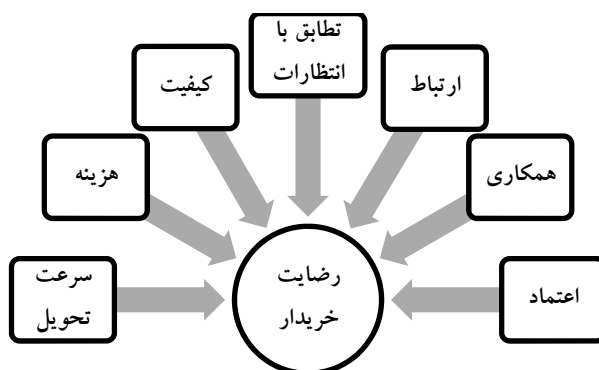 تطابق با
انتظارات
ارتباط
کیفیت
همکاری
هزینه
اعتماد
رضایت
خریدار
سرعت
تحویل